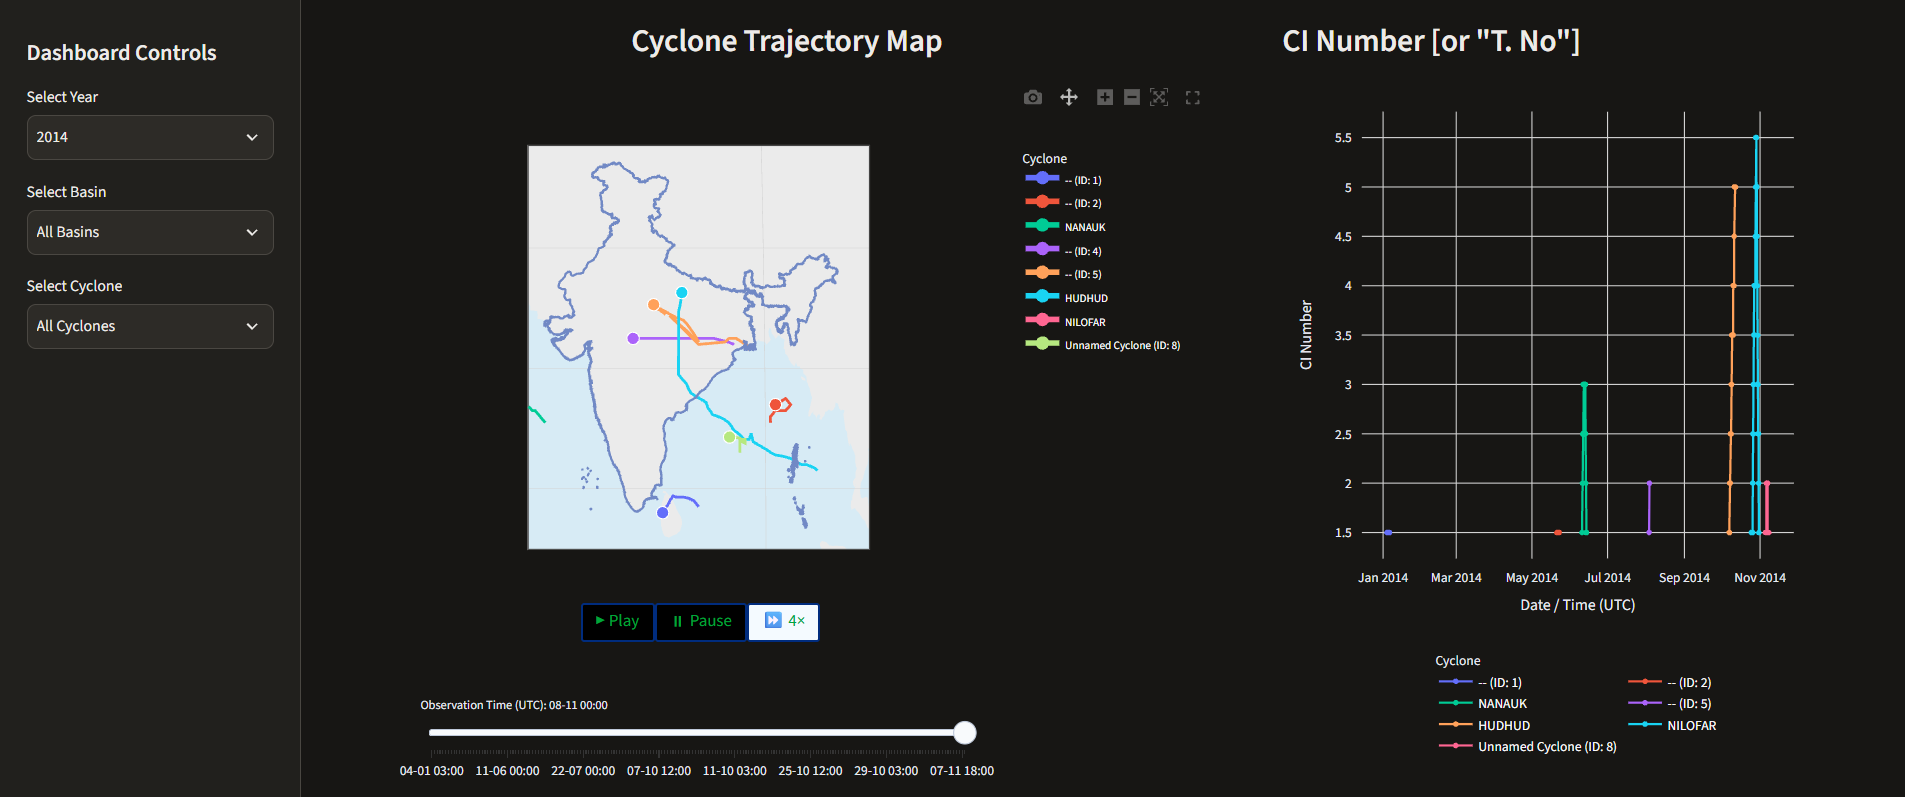 Dashboard Controls
Select Year
2014
Select Basin
All Basins
Select Cyclone
All Cyclones
Cyclone Trajectory Map
Cyclone
-- (ID: 1)
-- (ID: 2)
NANAUK
-- (ID: 4)
-- (ID: 5)
HUDHUD
NILOFAR
Unnamed Cyclone (ID: 8)
Play
Pause
4×
Observation Time (UTC): 08-11 00:00
04-01 03:00 11-06 00:00 22-07 00:00 07-10 12:00 11-10 03:00 25-10 12:00 29-10 03:00 07-11 18:00
CI Number [or "T. No"]
5.5
5
4.5
4
3.5
3
2.5
2
1.5
CI Number
Jan 2014 Mar 2014 May 2014 Jul 2014 Sep 2014 Nov 2014
Date / Time (UTC)
Cyclone
-- (ID: 1) -- (ID: 2)
NANAUK -- (ID: 5)
HUDHUD NILOFAR
Unnamed Cyclone (ID: 8)